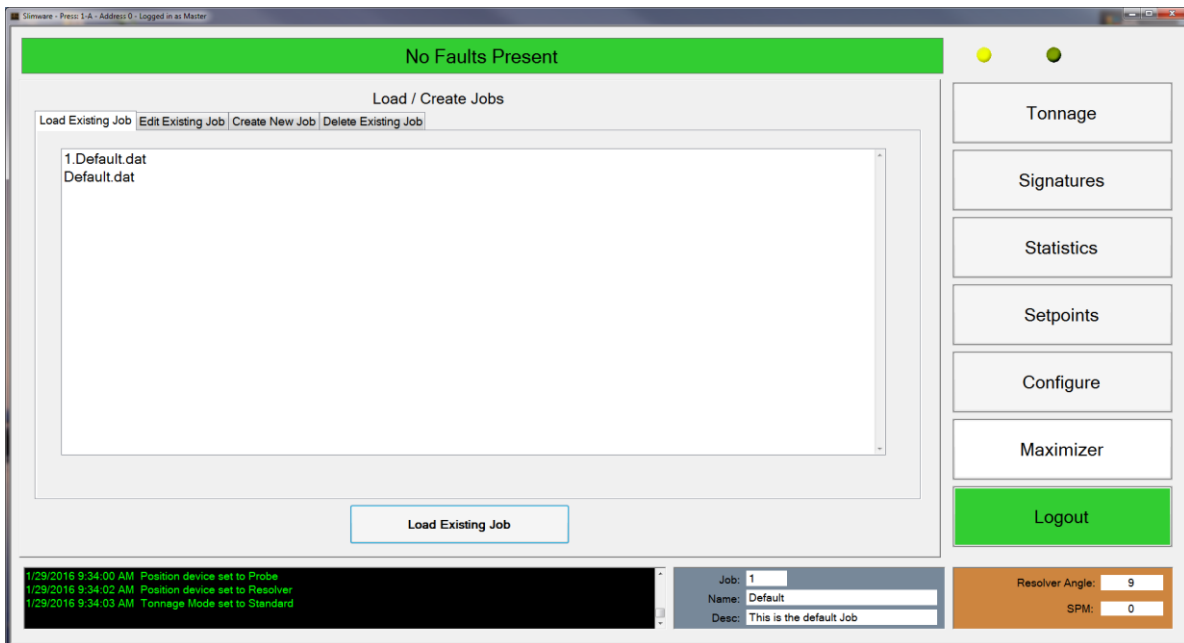 Slimware - Press: 1-A - Address 0 - Logged in as Master
No Faults Present
Load / Create Jobs
Load Existing Job Edit Existing Job Create New Job Delete Existing Job
1.Default.dat
Default.dat
Load Existing Job
Tonnage
Signatures
Statistics
Setpoints
Configure
Maximizer
Logout
1/29/2016 9:34:00 AM Position device set to Probe
1/29/2016 9:34:02 AM Position device set to Resolver
1/29/2016 9:34:03 AM Tonnage Mode set to Standard
Job: 1
Name: Default
Desc: This is the default Job
Resolver Angle: 9
SPM: 0